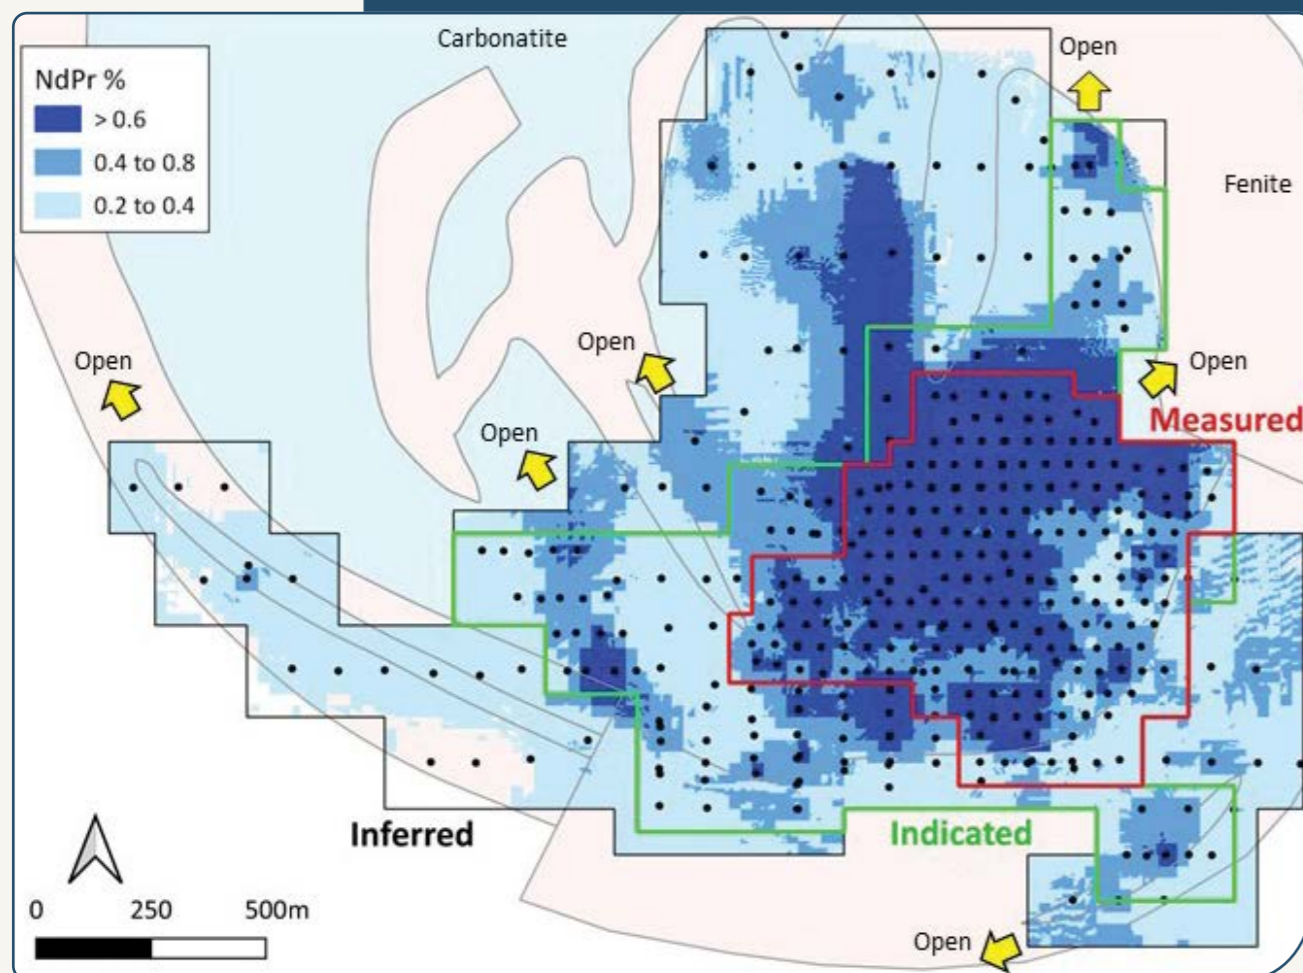 Carbonatite
Open
NdPr %
> 0.6
0.4 to 0.8
0.2 to 0.4
Fenite
Open
Open
Open
Measured
Open
Inferred
Indicated
0 250 500m
Open